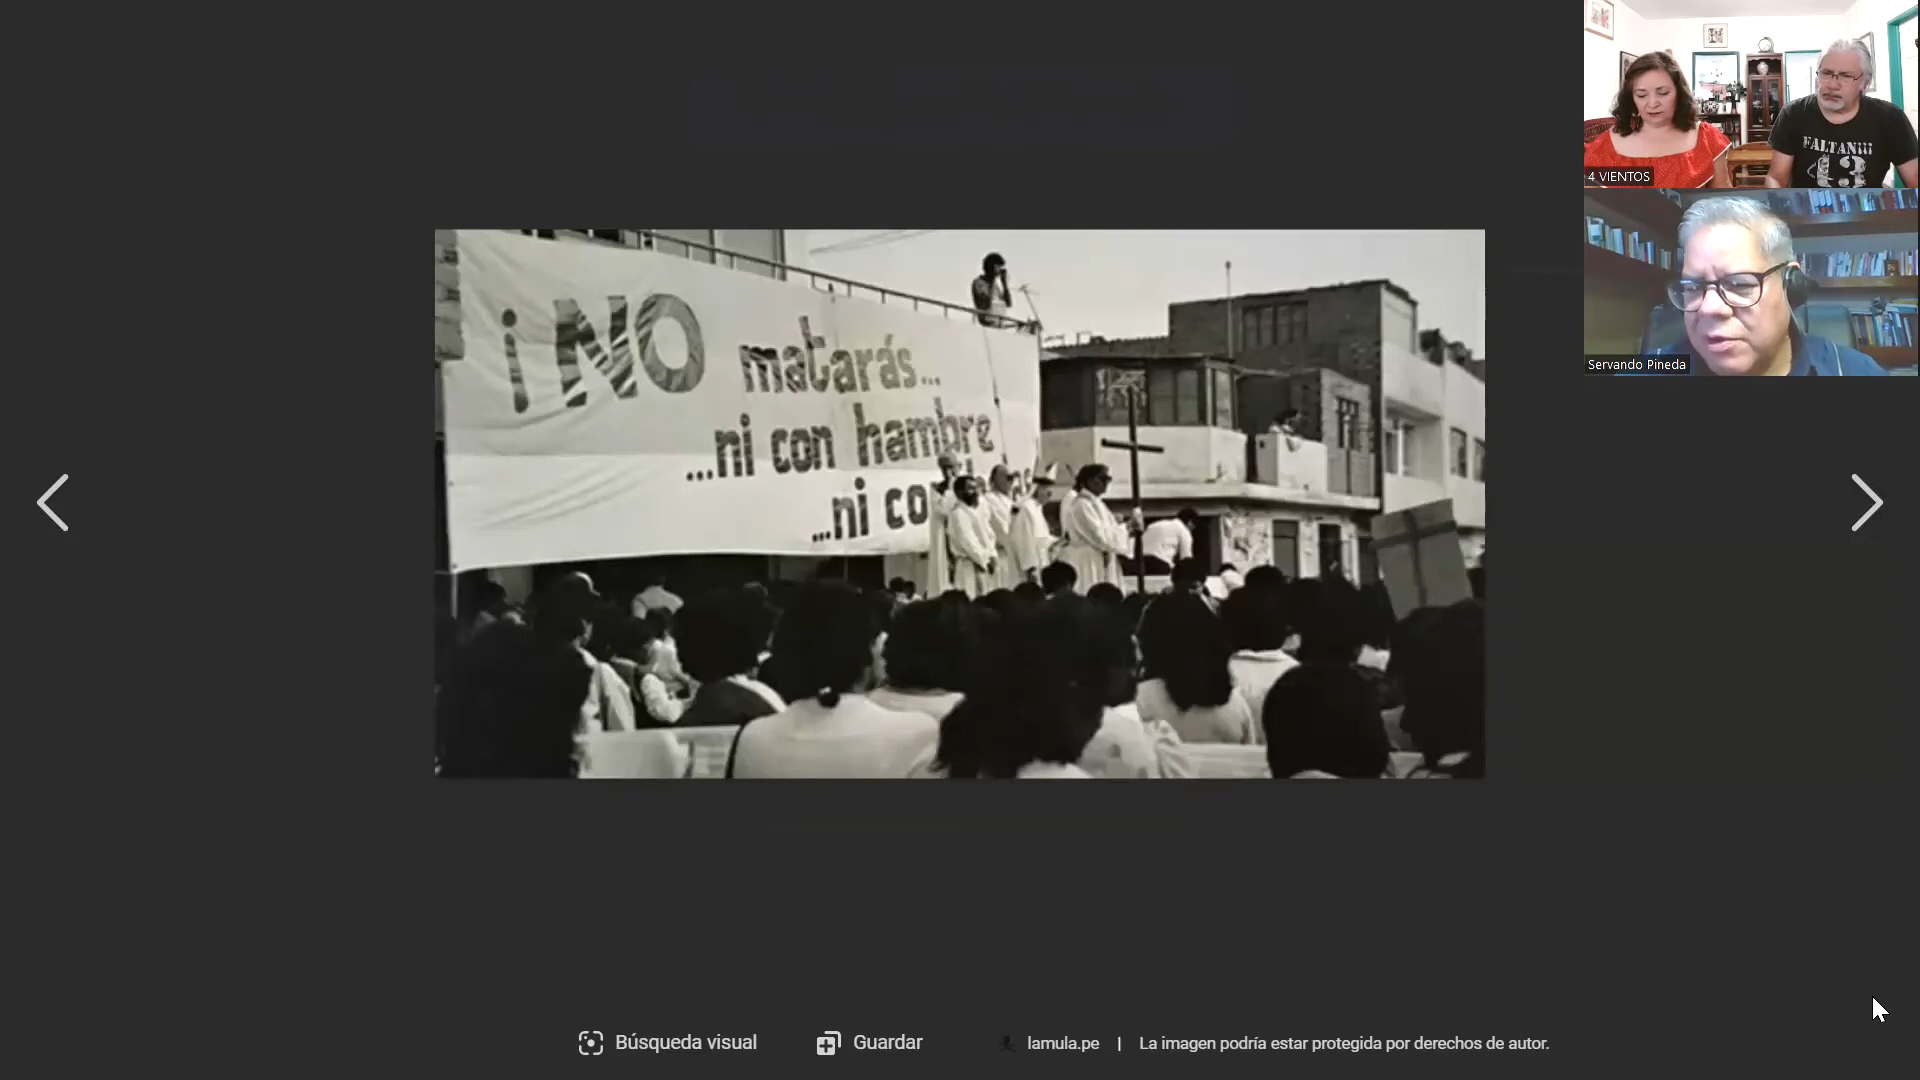 ¡NO matarás...
...ni con hambre
...ni co
FALTAN¡¡¡
43
4 VIENTOS
Servando Pineda
Búsqueda visual
Guardar
lamula.pe | La imagen podría estar protegida por derechos de autor.